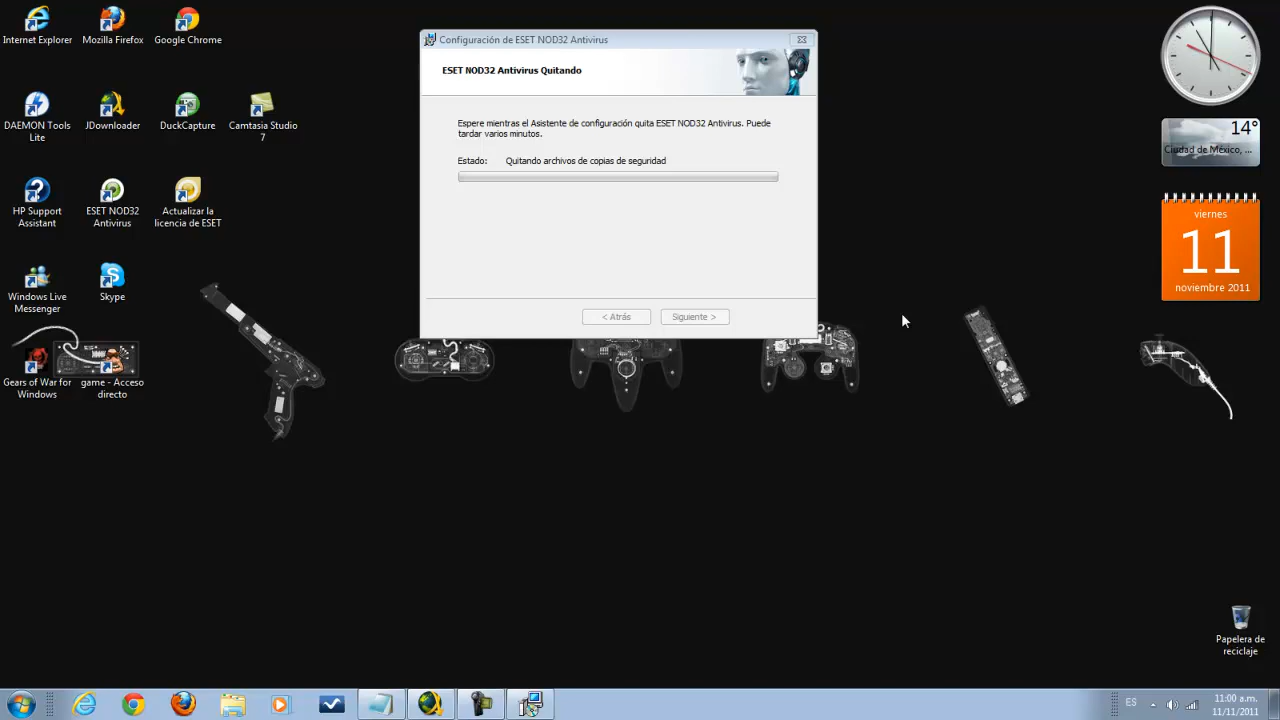 Internet Explorer
Mozilla Firefox
Google Chrome
DAEMON Tools
Lite
JDownloader
DuckCapture
Camtasia Studio
7
HP Support
Assistant
ESET NOD32
Antivirus
Actualizar la
licencia de ESET
Windows Live
Messenger
Skype
Gears of War for
Windows
game - Acceso
directo
Configuración de ESET NOD32 Antivirus
ESET NOD32 Antivirus Quitando
Espere mientras el Asistente de configuración quita ESET NOD32 Antivirus. Puede
tardar varios minutos.
Estado: Quitando archivos de copias de seguridad
< Atrás
Siguiente >
14°
Ciudad de México, ...
viernes
11
noviembre 2011
Papelera de
reciclaje
ES
11:00 a.m.
11/11/2011